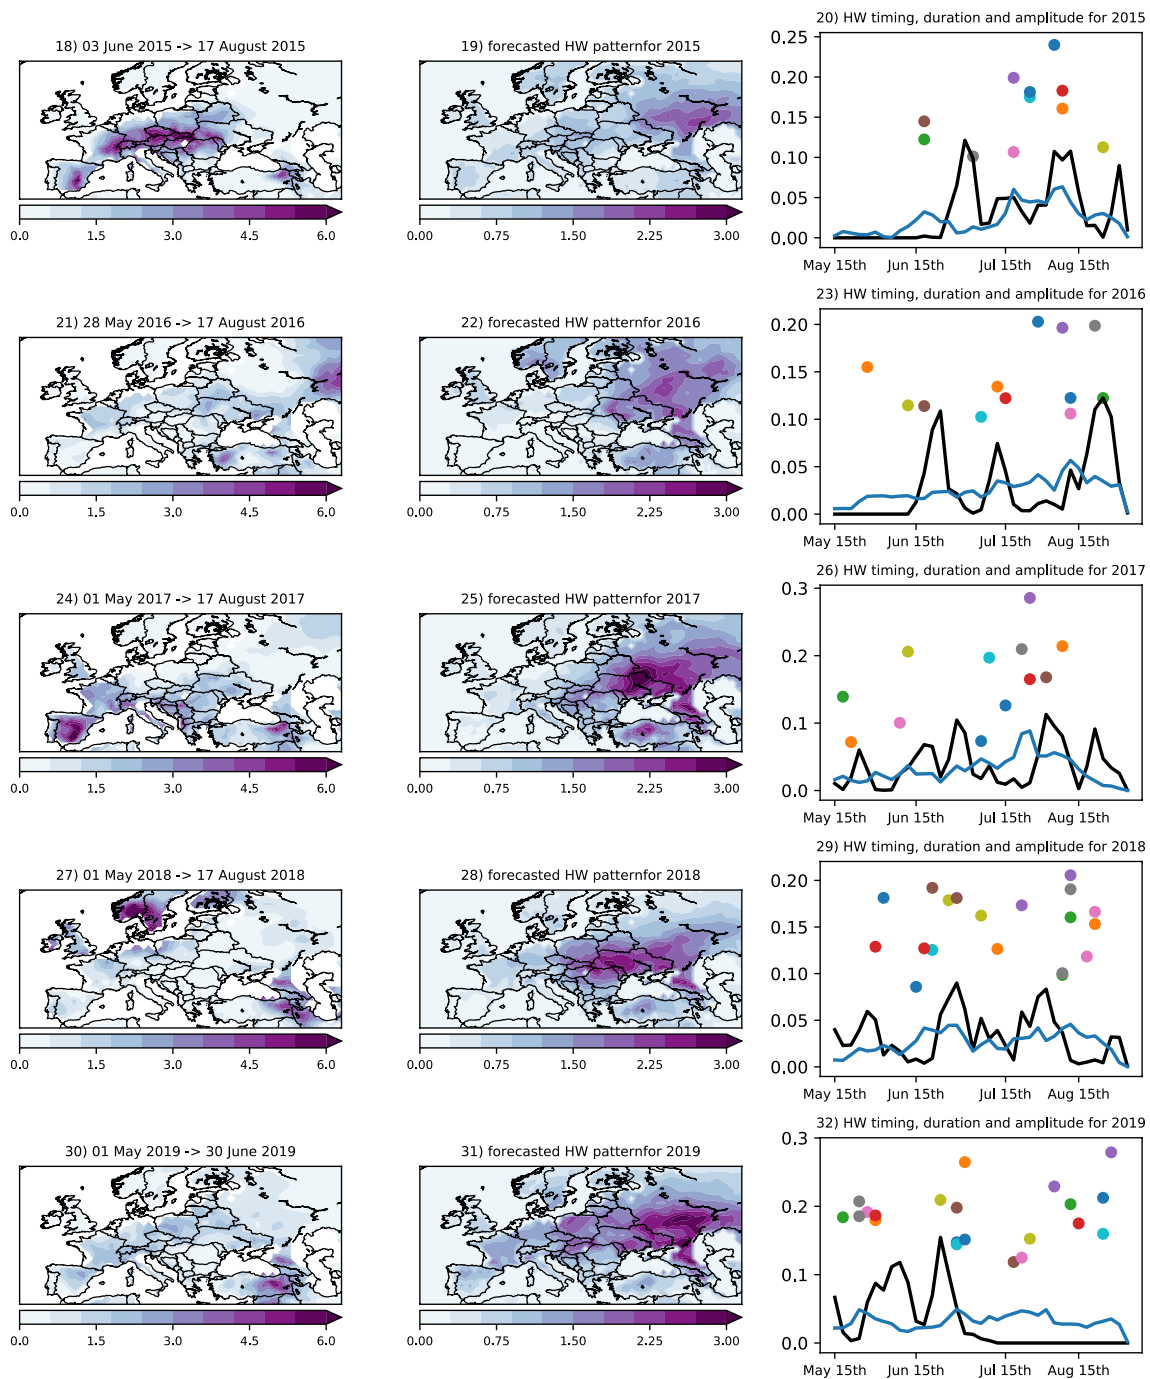 18) 03 June 2015 -> 17 August 2015
0.0 1.5 3.0 4.5 6.0
19) forecasted HW patternfor 2015
0.00 0.75 1.50 2.25 3.00
20) HW timing, duration and amplitude for 2015
0.25
0.20
0.15
0.10
0.05
0.00
May 15th Jun 15th Jul 15th Aug 15th
21) 28 May 2016 -> 17 August 2016
0.0 1.5 3.0 4.5 6.0
22) forecasted HW patternfor 2016
0.00 0.75 1.50 2.25 3.00
23) HW timing, duration and amplitude for 2016
0.20
0.15
0.10
0.05
0.00
May 15th Jun 15th Jul 15th Aug 15th
24) 01 May 2017 -> 17 August 2017
0.0 1.5 3.0 4.5 6.0
25) forecasted HW patternfor 2017
0.00 0.75 1.50 2.25 3.00
26) HW timing, duration and amplitude for 2017
0.3
0.2
0.1
0.0
May 15th Jun 15th Jul 15th Aug 15th
27) 01 May 2018 -> 17 August 2018
0.0 1.5 3.0 4.5 6.0
28) forecasted HW patternfor 2018
0.00 0.75 1.50 2.25 3.00
29) HW timing, duration and amplitude for 2018
0.20
0.15
0.10
0.05
0.00
May 15th Jun 15th Jul 15th Aug 15th
30) 01 May 2019 -> 30 June 2019
0.0 1.5 3.0 4.5 6.0
31) forecasted HW patternfor 2019
0.00 0.75 1.50 2.25 3.00
32) HW timing, duration and amplitude for 2019
0.3
0.2
0.1
0.0
May 15th Jun 15th Jul 15th Aug 15th